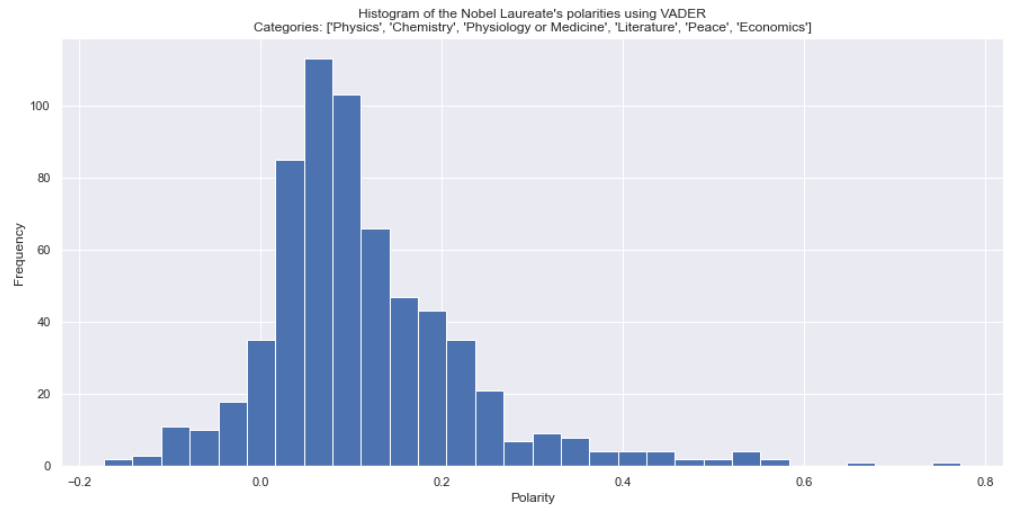 Histogram of the Nobel Laureate's polarities using VADER
Categories: ['Physics', 'Chemistry', 'Physiology or Medicine', 'Literature', 'Peace', 'Economics']
Frequency
100
80
60
40
20
0
−0.2 0.0 0.2 0.4 0.6 0.8
Polarity